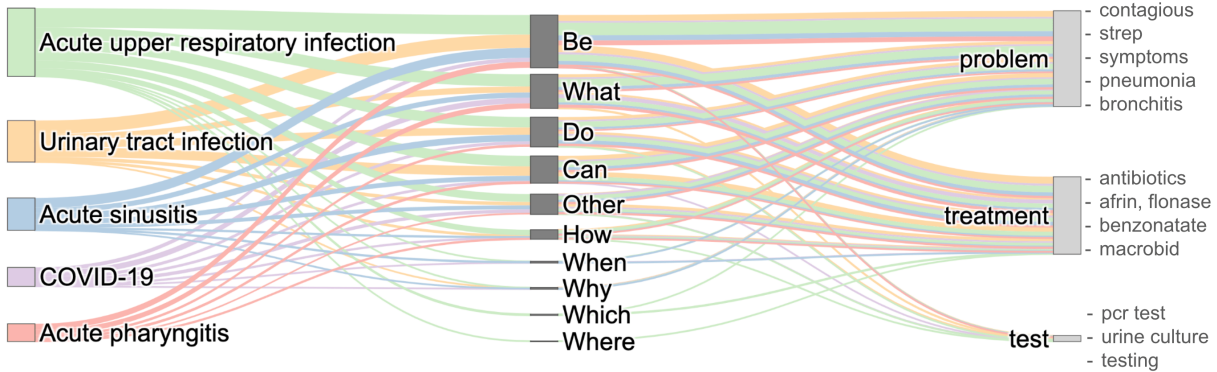 Acute upper respiratory infection
Urinary tract infection
Acute sinusitis
COVID-19
Acute pharyngitis
Be
What
Do
Can
Other
How
When
Why
Which
Where
problem
- contagious
- strep
- symptoms
- pneumonia
- bronchitis
treatment
- antibiotics
- afrin, flonase
- benzonatate
- macrobid
test
- pcr test
- urine culture
- testing